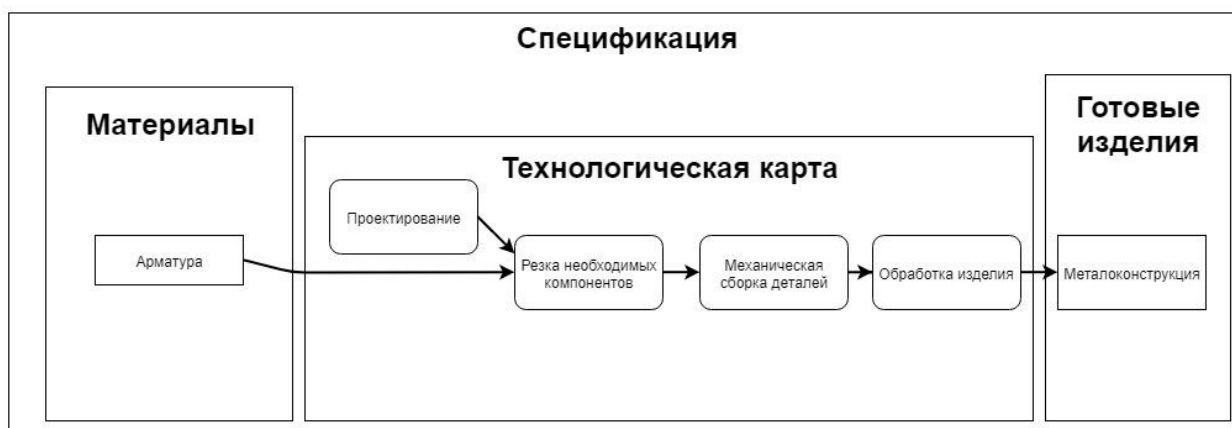 Спецификация
Материалы
Готовые
изделия
Технологическая карта
Проектирование
Арматура
Резка необходимых
компонентов
Механическая
сборка деталей
Обработка изделия
Металоконструкция